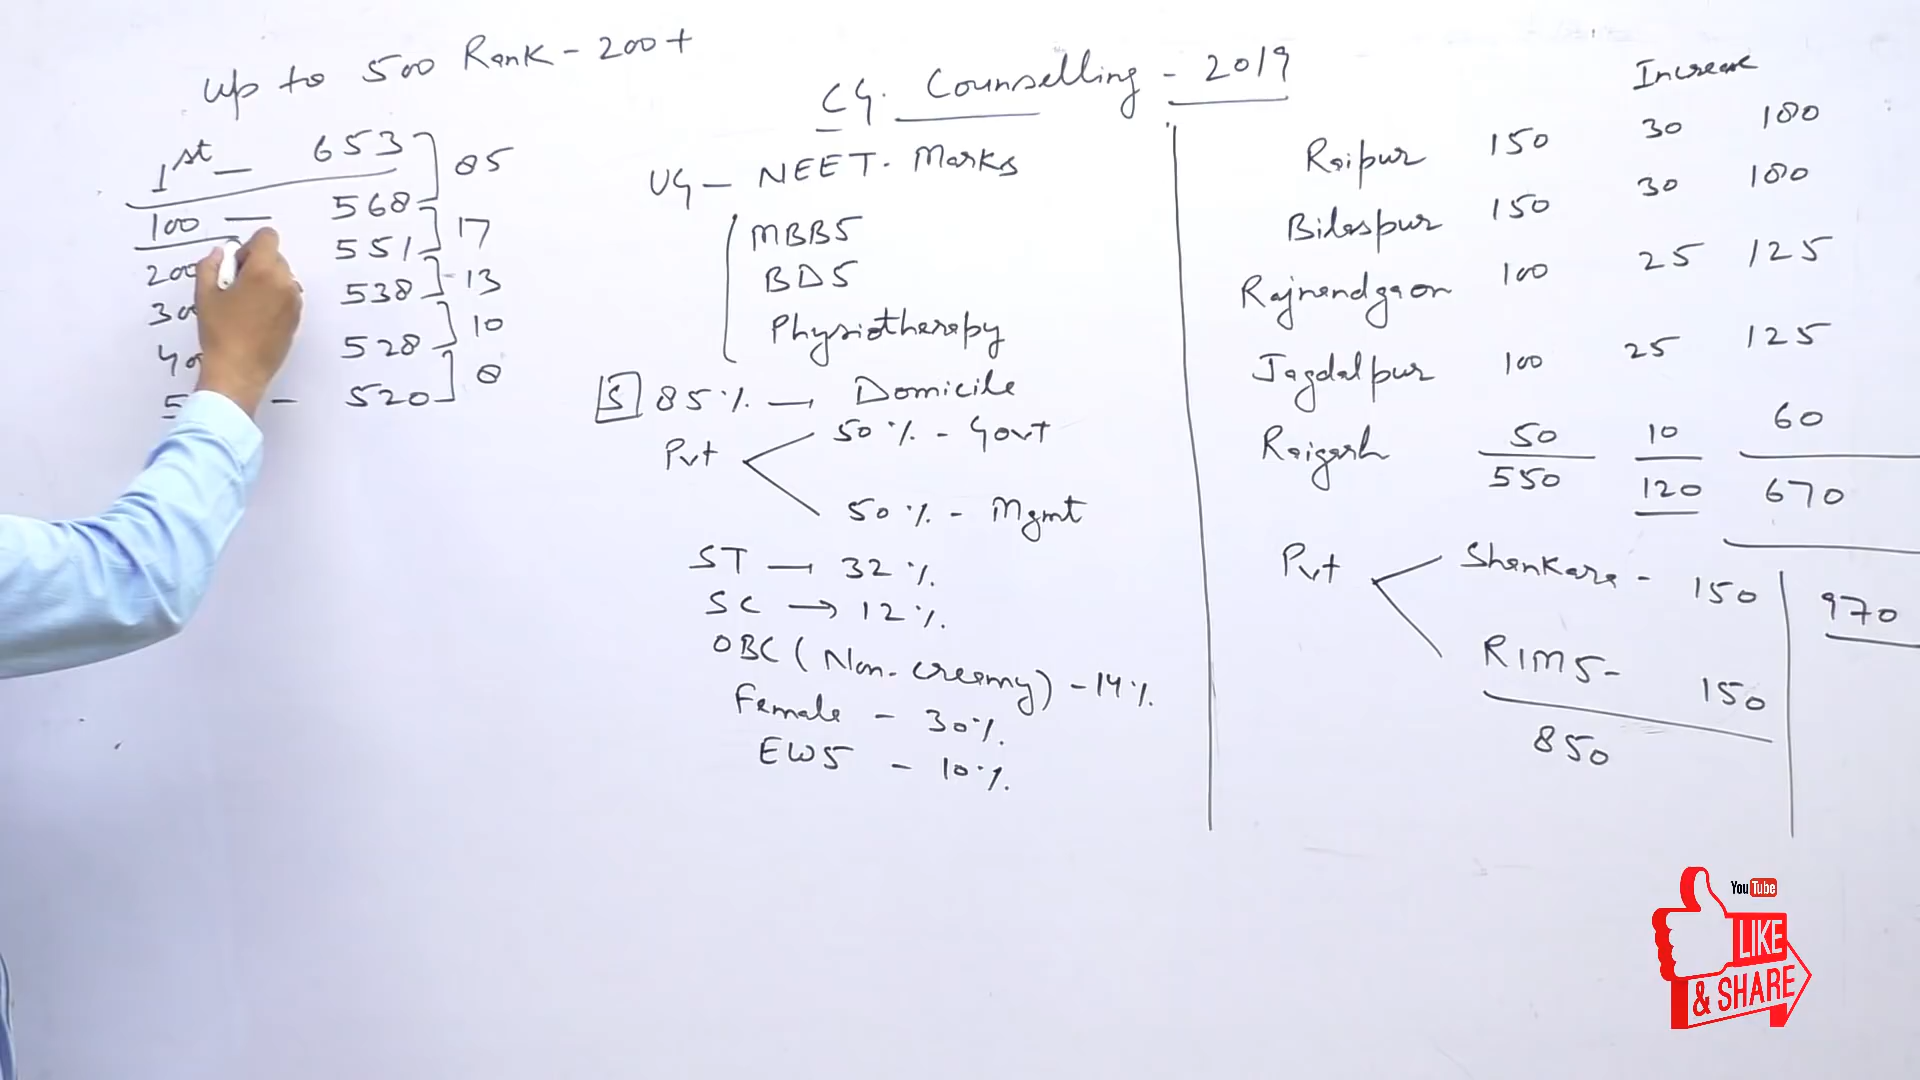 Up to 500 Rank - 200+
1st — 653
85
100 — 568
17
200 551
13
300 538
10
400 528
8
5 - 520
CG. Counselling - 2019
UG — NEET. Marks
MBBS
BDS
Physiotherapy
S 85% → Domicile
Pvt
50% - Govt
50% - Mgmt
ST → 32%
SC → 12%
OBC (Non-creamy) - 14%
Female - 30%
EWS - 10%
Increase
Raipur 150 30 180
Bilaspur 150 30 180
Rajnandgaon 100 25 125
Jagdalpur 100 25 125
Raigarh 50 10 60
550 120 670
Pvt
Shankara - 150
970
RIMS - 150
850
YouTube
LIKE
& SHARE